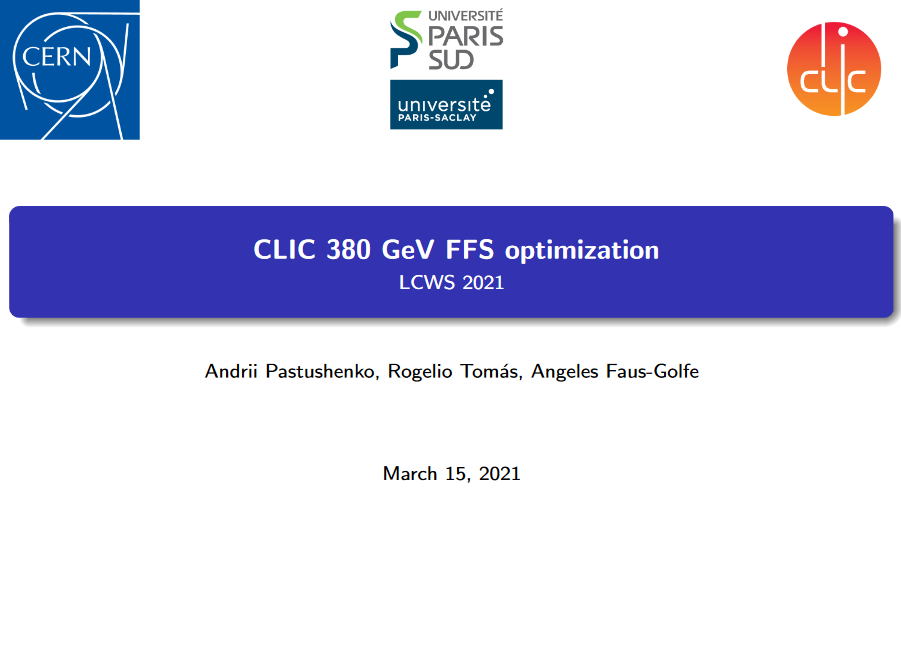 CERN
UNIVERSITÉ
PARIS
SUD
université
PARIS-SACLAY
clic
CLIC 380 GeV FFS optimization
LCWS 2021
Andrii Pastushenko, Rogelio Tomás, Angeles Faus-Golfe
March 15, 2021